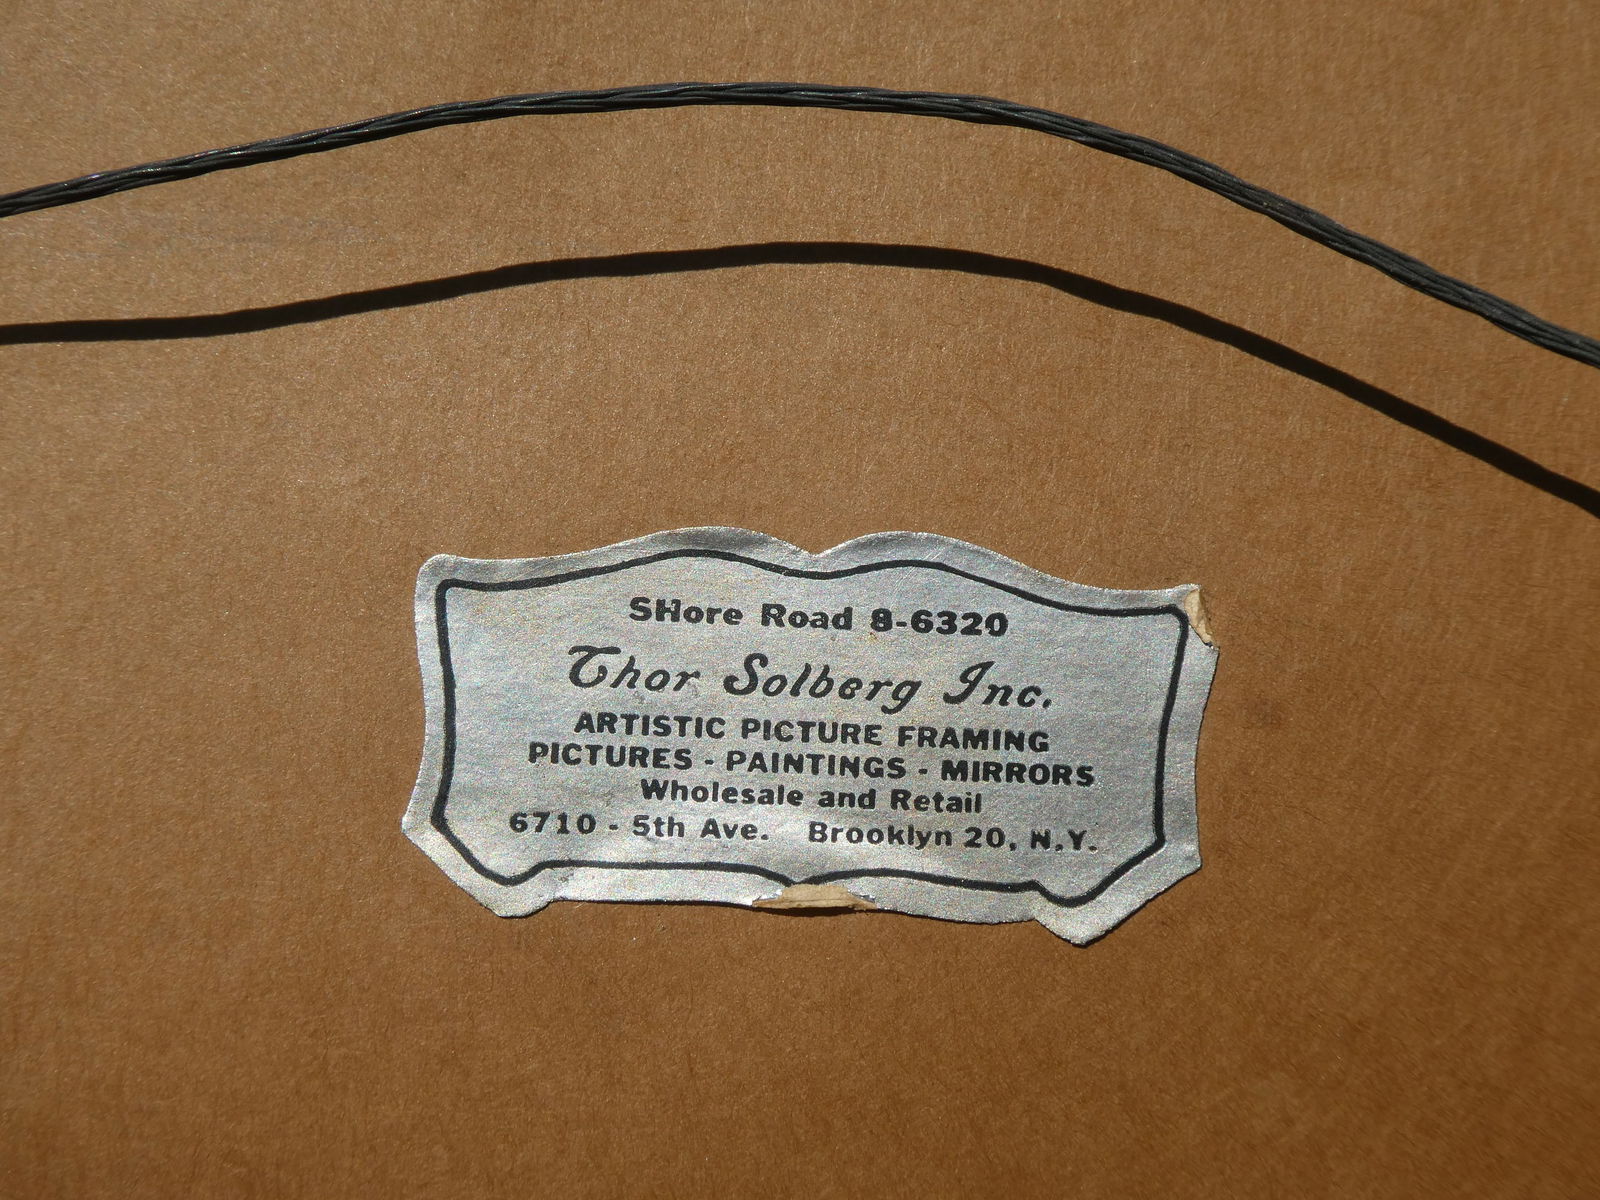 SHore Road 8-6320
Thor Solberg Inc.
ARTISTIC PICTURE FRAMING
PICTURES - PAINTINGS - MIRRORS
Wholesale and Retail
6710 - 5th Ave. Brooklyn 20, N.Y.